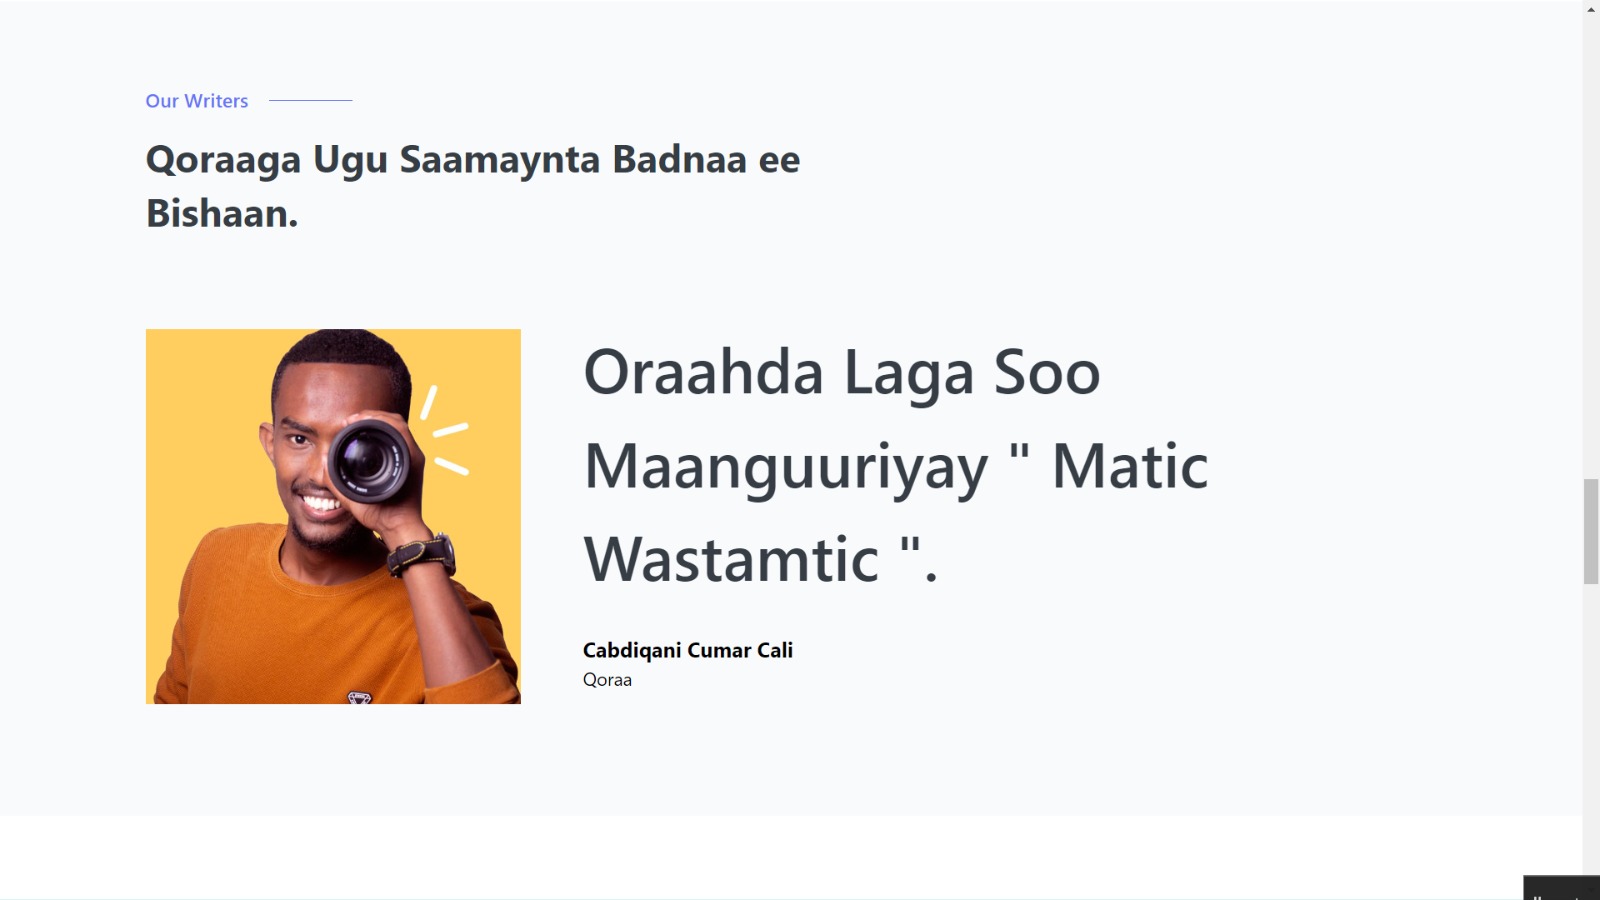 Our Writers
Qoraaga Ugu Saamaynta Badnaa ee
Bishaan.
Oraahda Laga Soo
Maanguuriyay " Matic
Wastamtic ".
Cabdiqani Cumar Cali
Qoraa